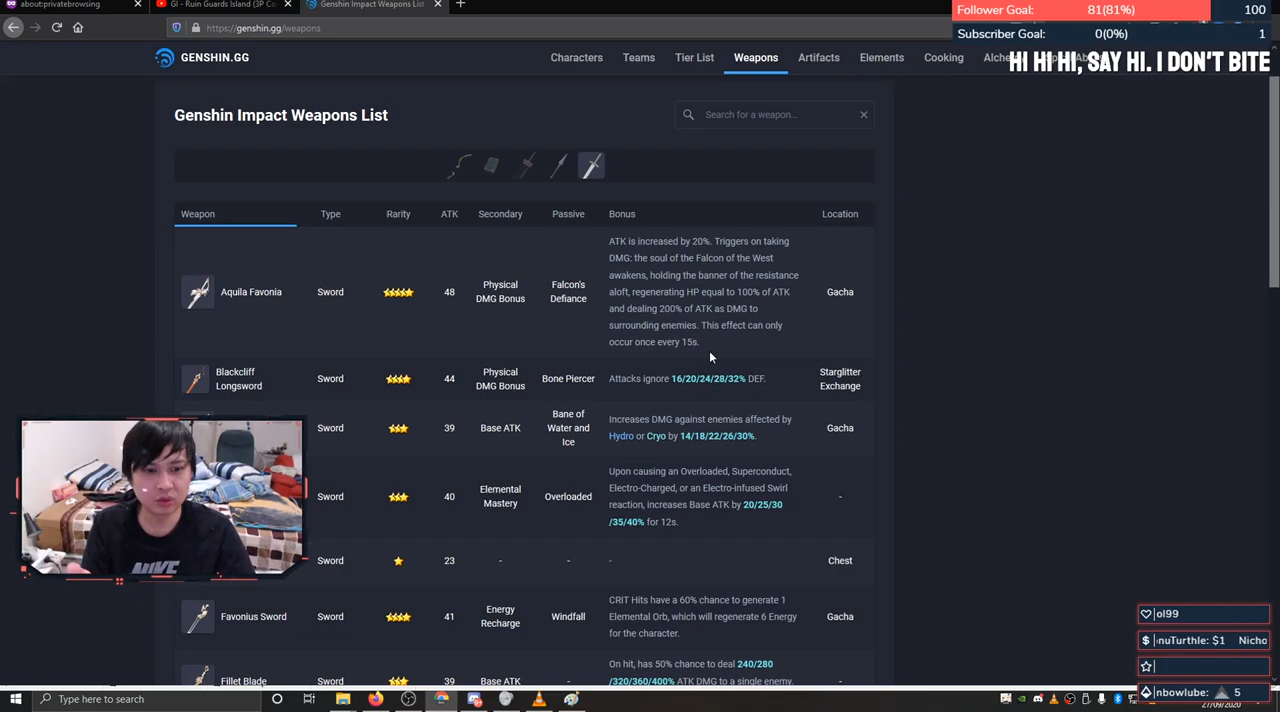 about:privatebrowsing
GI - Ruin Guards Island (3P Co
Genshin Impact Weapons List
Follower Goal: 81(81%) 100
Subscriber Goal: 0(0%) 1
https://genshin.gg/weapons
HI HI HI, SAY HI. I DON'T BITE
GENSHIN.GG
Characters Teams Tier List Weapons Artifacts Elements Cooking
Genshin Impact Weapons List
Search for a weapon...
Weapon Type Rarity ATK Secondary Passive Bonus Location
Aquila Favonia
Sword
48
Physical
DMG Bonus
Falcon's
Defiance
ATK is increased by 20%. Triggers on taking
DMG: the soul of the Falcon of the West
awakens, holding the banner of the resistance
aloft, regenerating HP equal to 100% of ATK
and dealing 200% of ATK as DMG to
surrounding enemies. This effect can only
occur once every 15s.
Gacha
Blackcliff
Longsword
Sword
44
Physical
DMG Bonus
Bone Piercer
Attacks ignore 16/20/24/28/32% DEF.
Starglitter
Exchange
Sword
39
Base ATK
Bane of
Water and
Ice
Increases DMG against enemies affected by
Hydro or Cryo by 14/18/22/26/30%.
Gacha
Sword
40
Elemental
Mastery
Overloaded
Upon causing an Overloaded, Superconduct,
Electro-Charged, or an Electro-infused Swirl
reaction, increases Base ATK by 20/25/30
/35/40% for 12s.
-
Sword
23
-
-
-
Chest
Favonius Sword
Sword
41
Energy
Recharge
Windfall
CRIT Hits have a 60% chance to generate 1
Elemental Orb, which will regenerate 6 Energy
for the character.
Gacha
Fillet Blade
Sword
39
Base ATK
On hit, has 50% chance to deal 240/280
/320/360/400% ATK DMG to a single enemy.
NIKE
ol99
$ nuTurthle: $1 Nicho
nbowlube: 5
Type here to search
27/09/2020